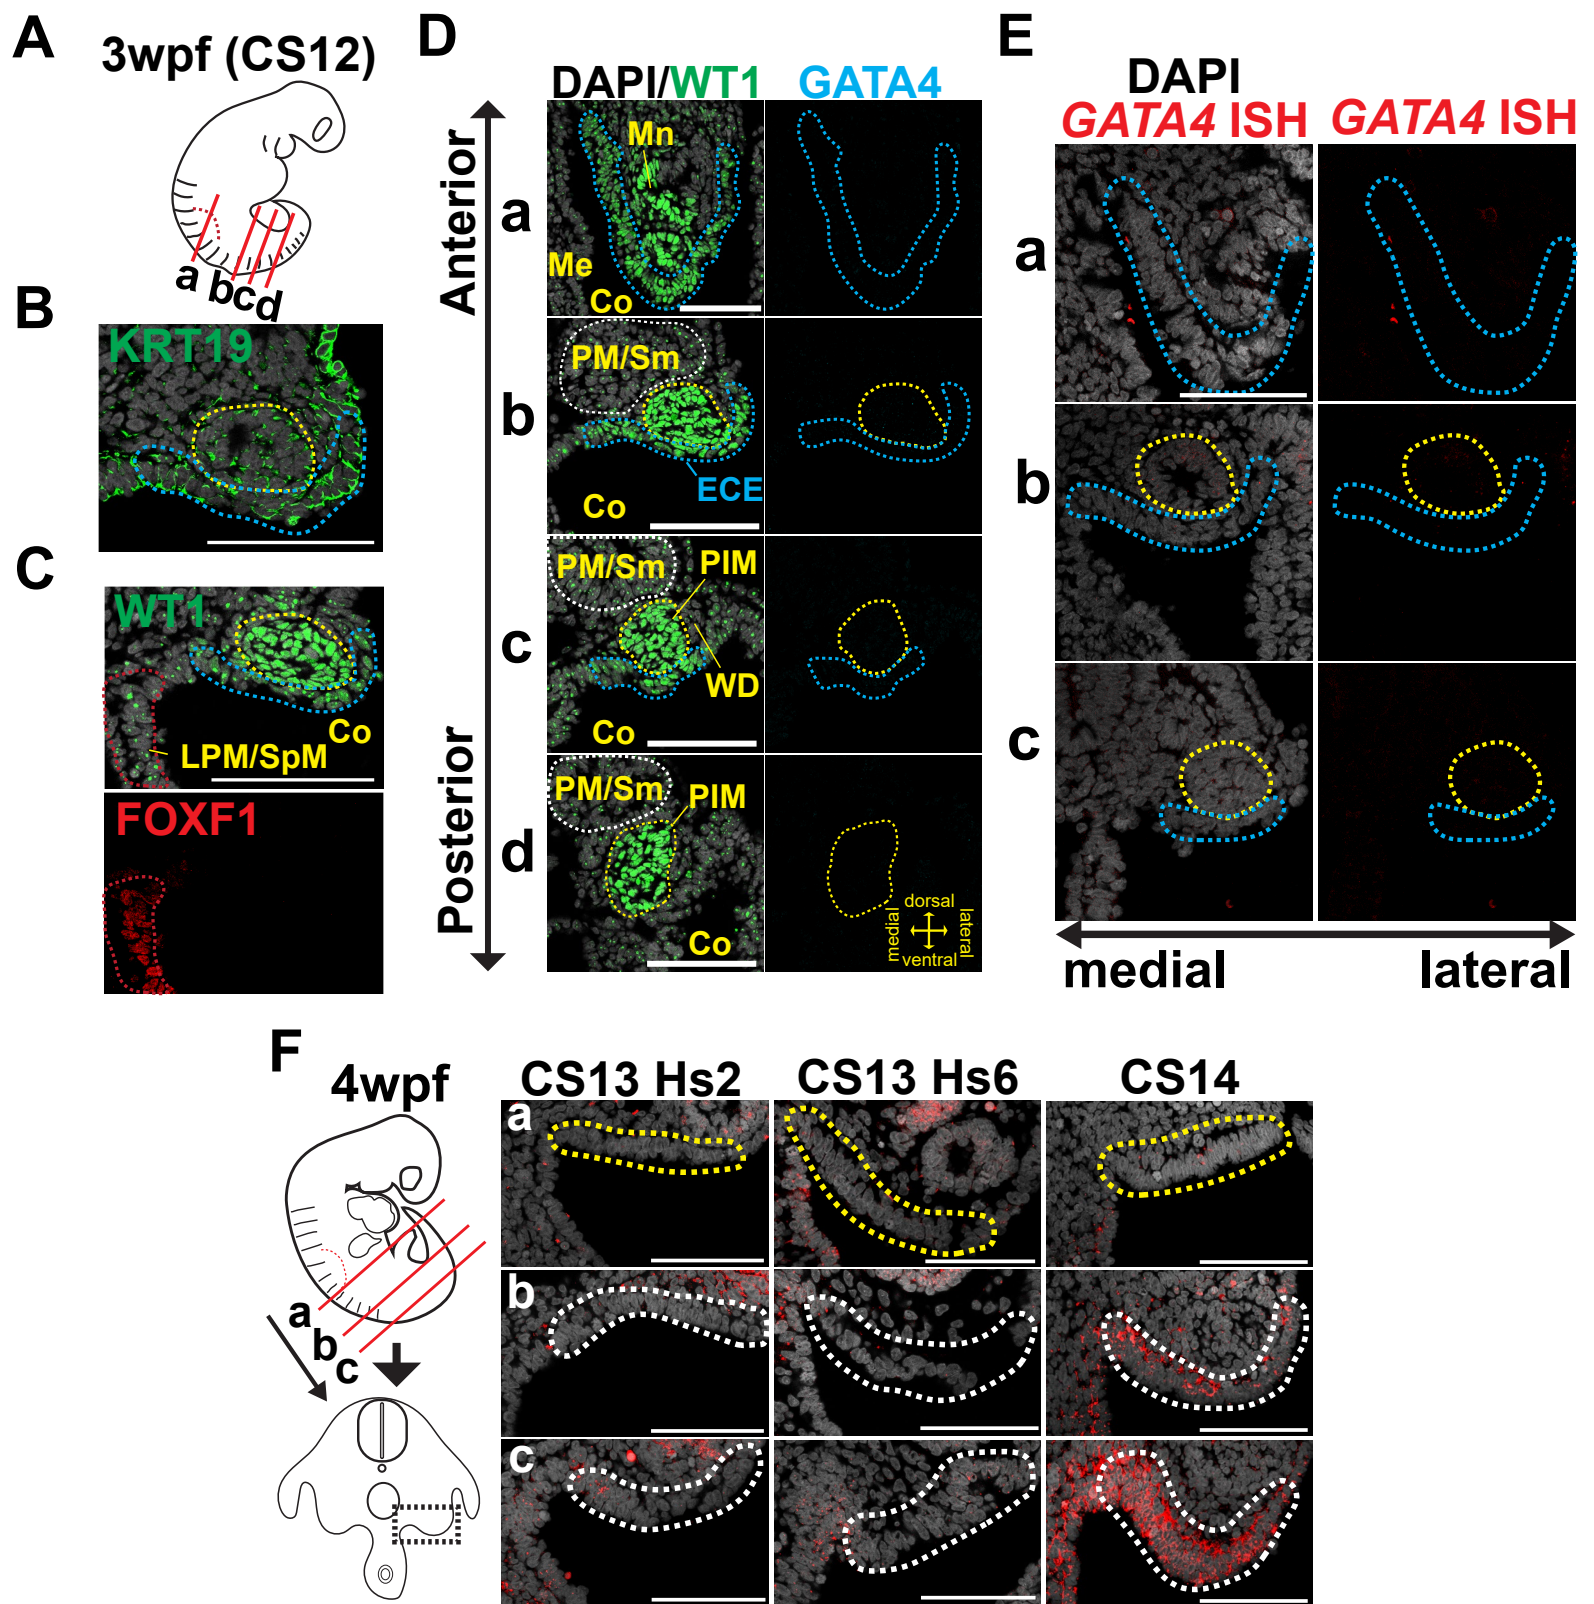 A
3wpf (CS12)
a b c d
B
KRT19
C
WT1
Co
LPM/SpM
FOXF1
D
DAPI/WT1
GATA4
Anterior
Posterior
a
Mn
Me
Co
b
PM/Sm
ECE
Co
c
PM/Sm
PIM
WD
Co
d
PM/Sm
PIM
Co
dorsal
medial
lateral
ventral
E
DAPI
GATA4 ISH
GATA4 ISH
a
b
c
medial
lateral
F
4wpf
a
b
c
CS13 Hs2
CS13 Hs6
CS14
a
b
c